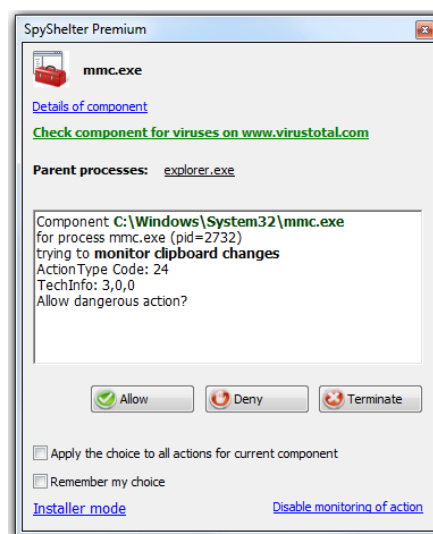 SpyShelter Premium
mmc.exe
Details of component
Check component for viruses on www.virustotal.com
Parent processes: explorer.exe
Component C:\Windows\System32\mmc.exe
for process mmc.exe (pid=2732)
trying to monitor clipboard changes
ActionType Code: 24
TechInfo: 3,0,0
Allow dangerous action?
Allow Deny Terminate
Apply the choice to all actions for current component
Remember my choice
Installer mode Disable monitoring of action